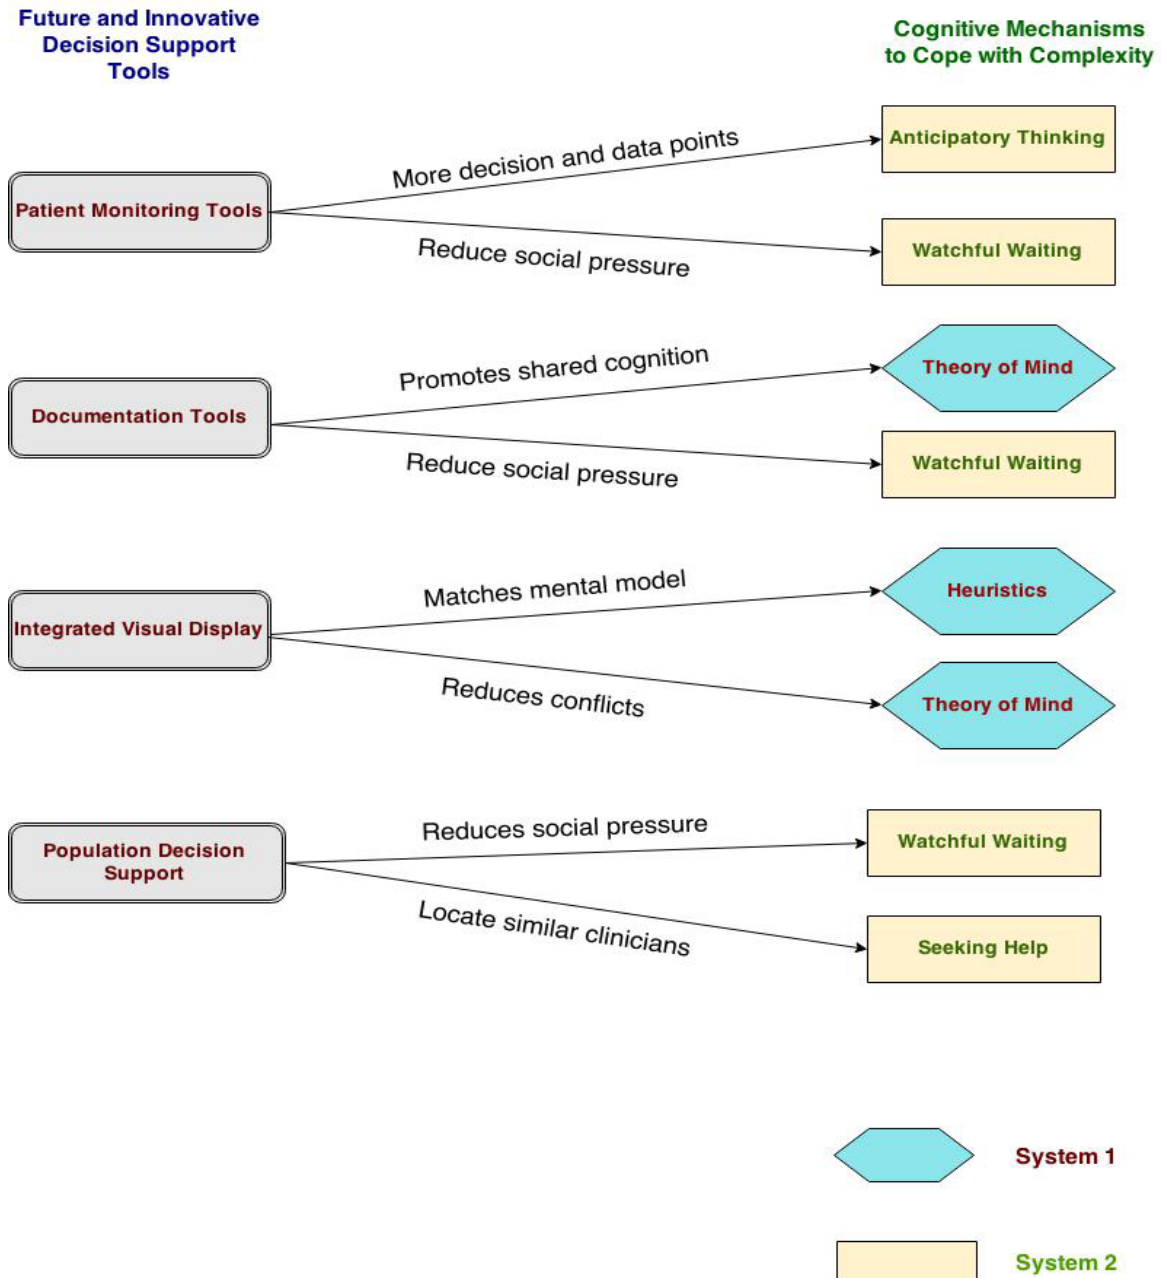 Future and Innovative
Decision Support
Tools
Cognitive Mechanisms
to Cope with Complexity
Patient Monitoring Tools
More decision and data points
Anticipatory Thinking
Reduce social pressure
Watchful Waiting
Documentation Tools
Promotes shared cognition
Theory of Mind
Reduce social pressure
Watchful Waiting
Integrated Visual Display
Matches mental model
Heuristics
Reduces conflicts
Theory of Mind
Population Decision
Support
Reduces social pressure
Watchful Waiting
Locate similar clinicians
Seeking Help
System 1
System 2